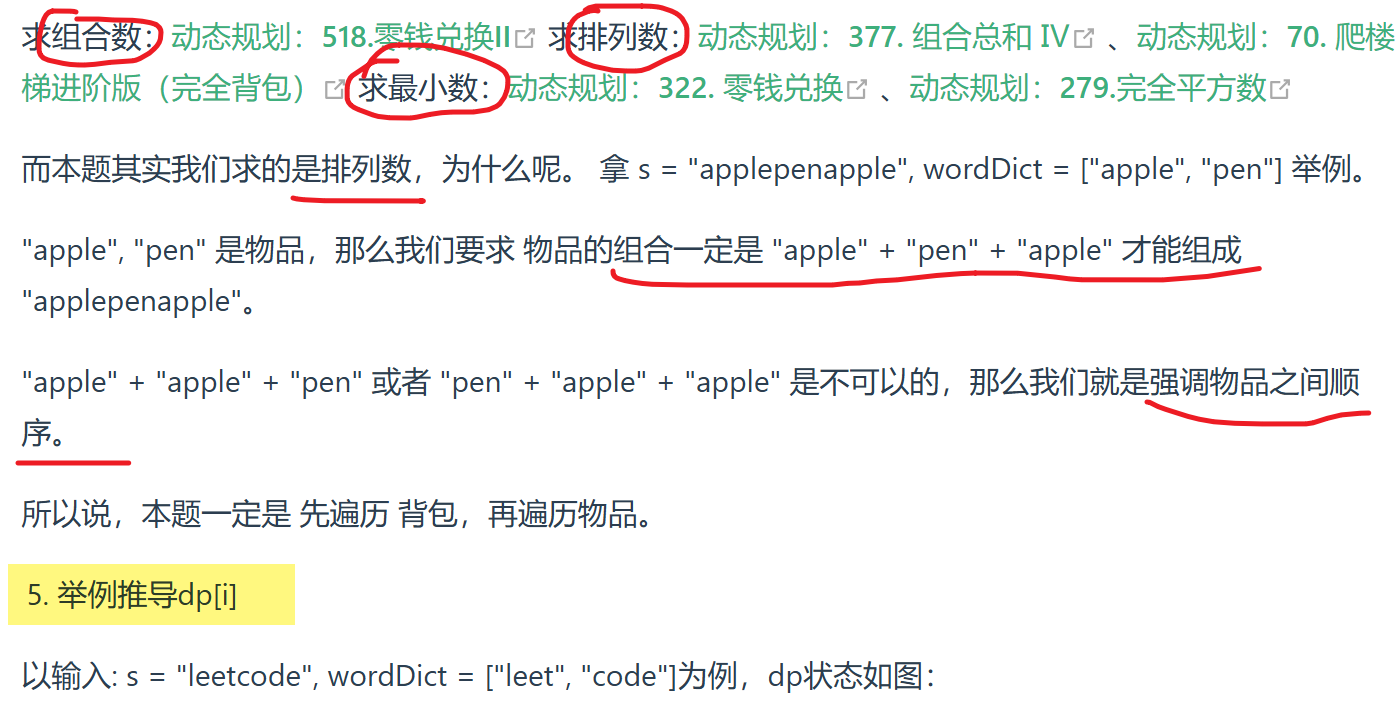 求组合数：动态规划：518.零钱兑换II 求排列数：动态规划：377. 组合总和 IV 、动态规划：70. 爬楼
梯进阶版（完全背包） 求最小数：动态规划：322. 零钱兑换 、动态规划：279.完全平方数
而本题其实我们求的是排列数，为什么呢。 拿 s = "applepenapple", wordDict = ["apple", "pen"] 举例。
"apple", "pen" 是物品，那么我们要求 物品的组合一定是 "apple" + "pen" + "apple" 才能组成
"applepenapple"。
"apple" + "apple" + "pen" 或者 "pen" + "apple" + "apple" 是不可以的，那么我们就是强调物品之间顺
序。
所以说，本题一定是 先遍历 背包，再遍历物品。
5. 举例推导dp[i]
以输入: s = "leetcode", wordDict = ["leet", "code"]为例，dp状态如图：